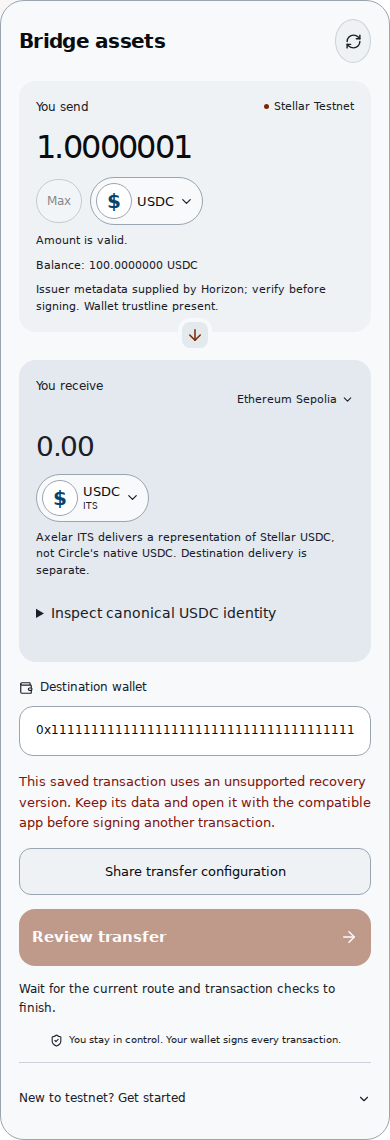 Bridge assets
You send
Stellar Testnet
1.0000001
Max
$ USDC
Amount is valid.
Balance: 100.0000000 USDC
Issuer metadata supplied by Horizon; verify before
signing. Wallet trustline present.
You receive
Ethereum Sepolia
0.00
$ USDC
ITS
Axelar ITS delivers a representation of Stellar USDC,
not Circle's native USDC. Destination delivery is
separate.
Inspect canonical USDC identity
Destination wallet
0x1111111111111111111111111111111111111111
This saved transaction uses an unsupported recovery
version. Keep its data and open it with the compatible
app before signing another transaction.
Share transfer configuration
Review transfer
Wait for the current route and transaction checks to
finish.
You stay in control. Your wallet signs every transaction.
New to testnet? Get started